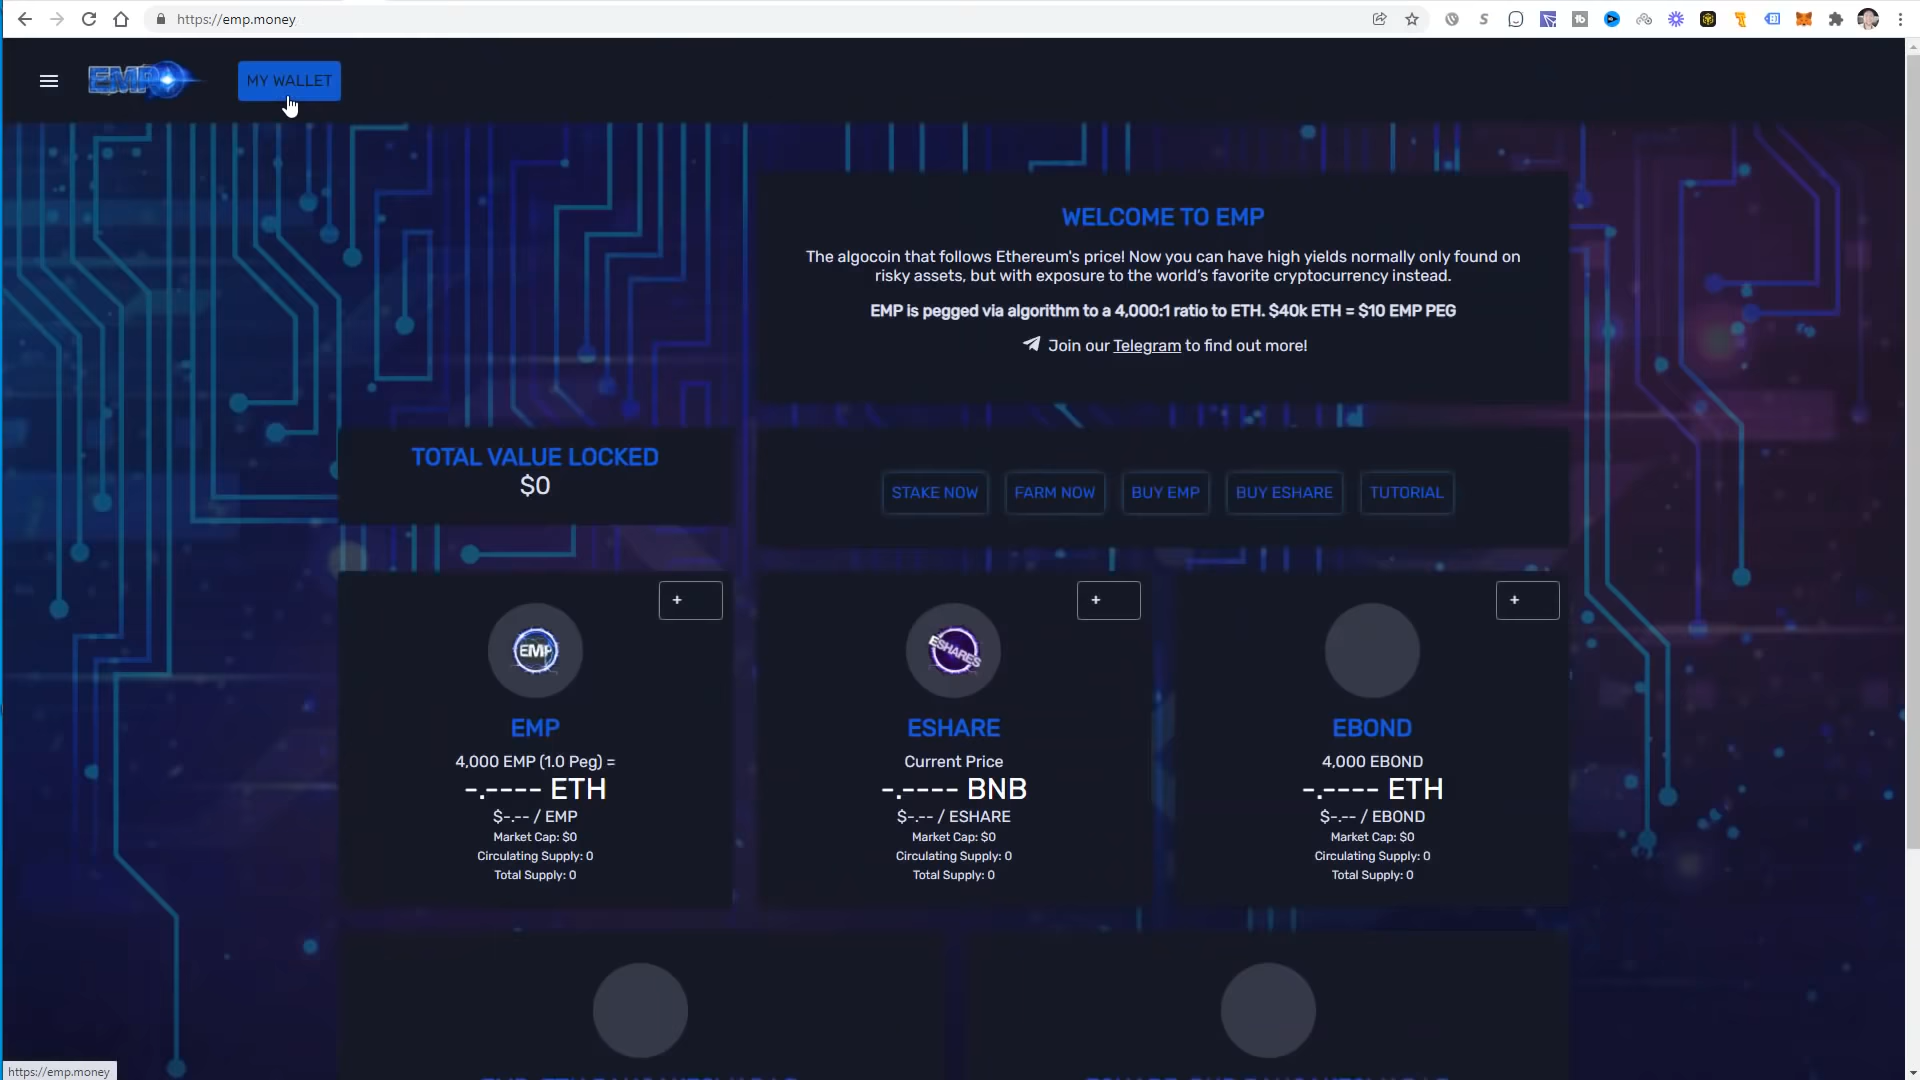 https://emp.money
EMP
MY WALLET
WELCOME TO EMP
The algocoin that follows Ethereum's price! Now you can have high yields normally only found on
risky assets, but with exposure to the world's favorite cryptocurrency instead.
EMP is pegged via algorithm to a 4,000:1 ratio to ETH. $40k ETH = $10 EMP PEG
Join our Telegram to find out more!
TOTAL VALUE LOCKED
$0
STAKE NOW
FARM NOW
BUY EMP
BUY ESHARE
TUTORIAL
+
+
+
EMP
ESHARES
EMP
4,000 EMP (1.0 Peg) =
-.---- ETH
$-.-- / EMP
Market Cap: $0
Circulating Supply: 0
Total Supply: 0
ESHARE
Current Price
-.---- BNB
$-.-- / ESHARE
Market Cap: $0
Circulating Supply: 0
Total Supply: 0
EBOND
4,000 EBOND
-.---- ETH
$-.-- / EBOND
Market Cap: $0
Circulating Supply: 0
Total Supply: 0
https://emp.money